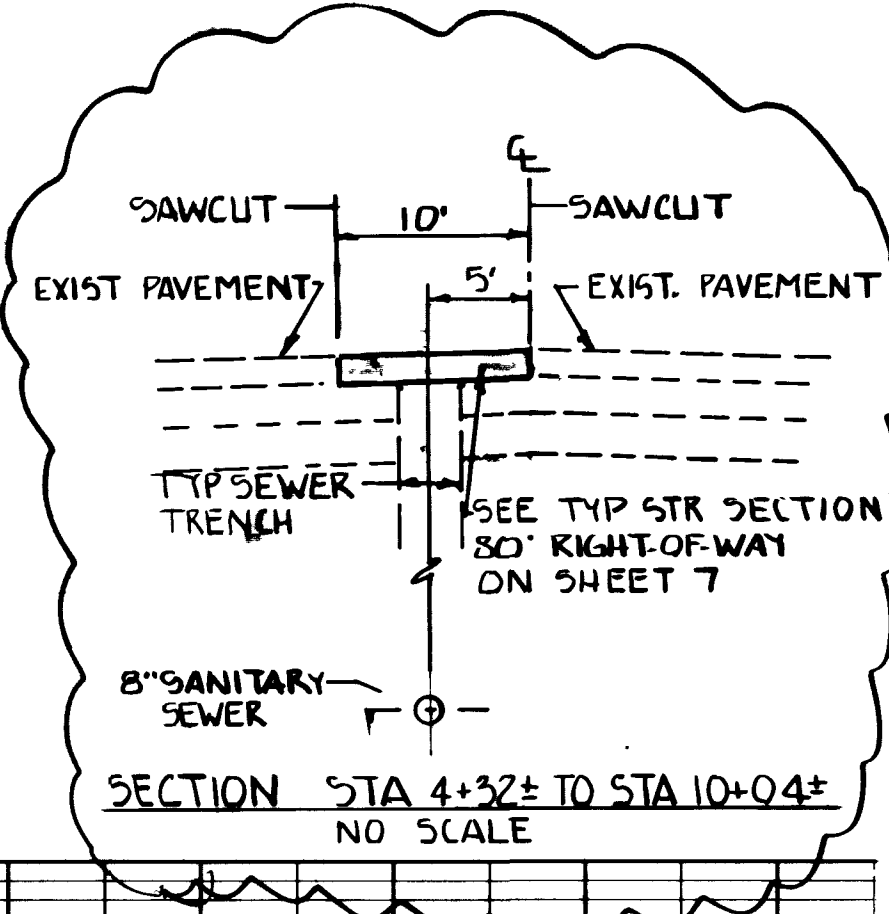 ℄
SAWCUT
SAWCUT
10'
5'
EXIST PAVEMENT
EXIST. PAVEMENT
TYP SEWER
TRENCH
SEE TYP STR SECTION
80' RIGHT-OF-WAY
ON SHEET 7
8" SANITARY
SEWER
SECTION STA 4+32± TO STA 10+04±
NO SCALE